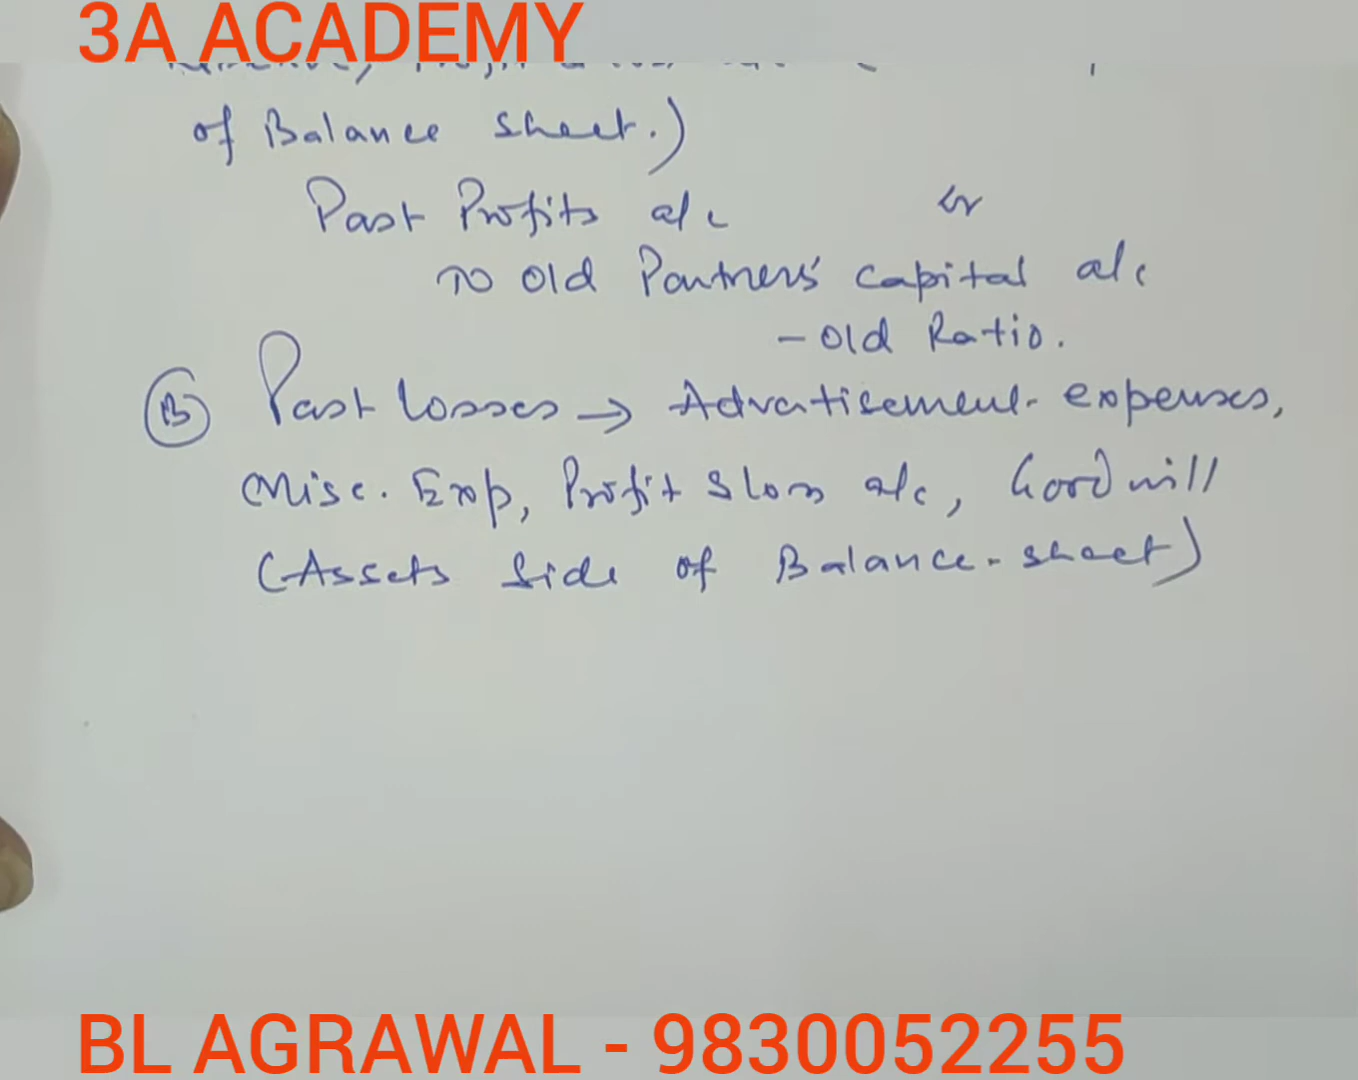 3A ACADEMY
of Balance sheet.)
Past Profits a/c Dr
To Old Partners' Capital a/c
- Old Ratio.
(B) Past losses → Advertisement expenses,
Misc. Exp, Profit & loss a/c, Goodwill
(Assets Side of Balance-sheet)
BL AGRAWAL - 9830052255